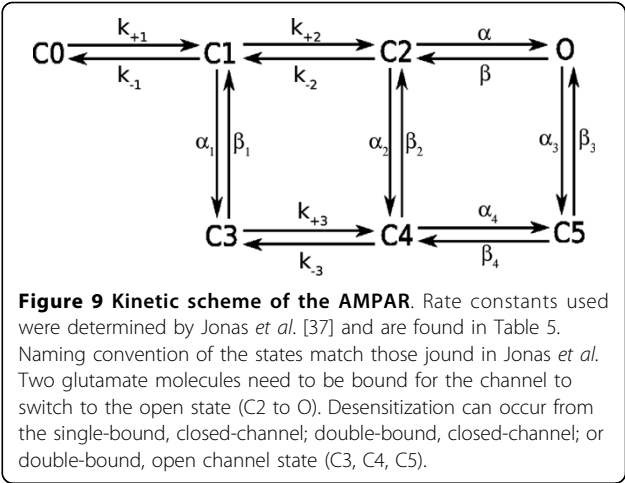 k+1 k+2 α
C0 C1 C2 O
k-1 k-2 β
α1 β1 α2 β2 α3 β3
k+3 α4
C3 C4 C5
k-3 β4
Figure 9 Kinetic scheme of the AMPAR. Rate constants used
were determined by Jonas et al. [37] and are found in Table 5.
Naming convention of the states match those jound in Jonas et al.
Two glutamate molecules need to be bound for the channel to
switch to the open state (C2 to O). Desensitization can occur from
the single-bound, closed-channel; double-bound, closed-channel; or
double-bound, open channel state (C3, C4, C5).